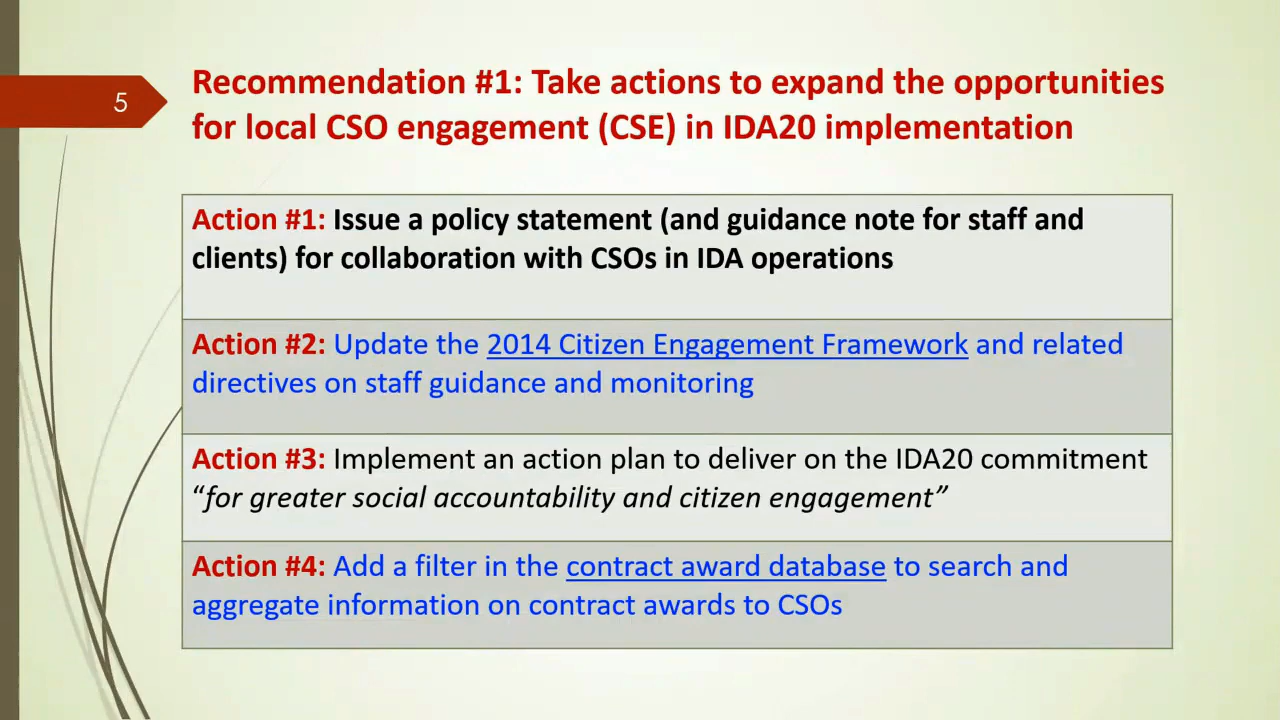 5
Recommendation #1: Take actions to expand the opportunities
for local CSO engagement (CSE) in IDA20 implementation
Action #1: Issue a policy statement (and guidance note for staff and
clients) for collaboration with CSOs in IDA operations
Action #2: Update the 2014 Citizen Engagement Framework and related
directives on staff guidance and monitoring
Action #3: Implement an action plan to deliver on the IDA20 commitment
“for greater social accountability and citizen engagement”
Action #4: Add a filter in the contract award database to search and
aggregate information on contract awards to CSOs